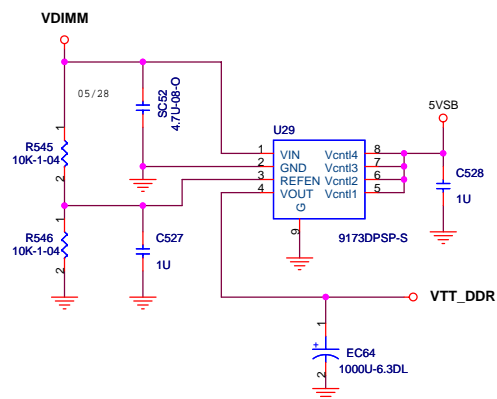 VDIMM
05/28
SC52
4.7U-08-O
U29
5VSB
1
R545
10K-1-04
2
1 VIN Vcntl4 8
2 GND Vcntl3 7
3 REFEN Vcntl2 6
4 VOUT Vcntl1 5
G
9
9173DPSP-S
C528
1U
1
R546
10K-1-04
2
C527
1U
VTT_DDR
1
+
EC64
1000U-6.3DL
2